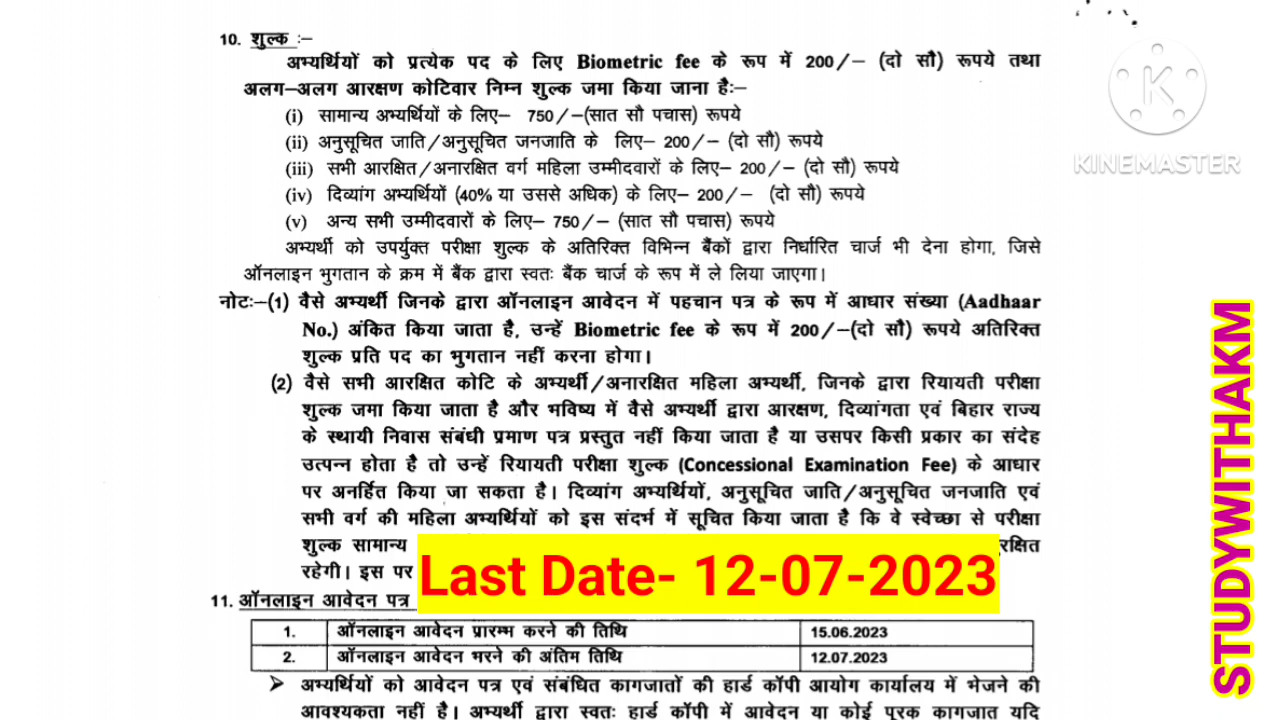 10. शुल्क :–
अभ्यर्थियों को प्रत्येक पद के लिए Biometric fee के रूप में 200/– (दो सौ) रूपये तथा
अलग–अलग आरक्षण कोटिवार निम्न शुल्क जमा किया जाना हैः–
(i) सामान्य अभ्यर्थियों के लिए– 750/–(सात सौ पचास) रूपये
(ii) अनुसूचित जाति/अनुसूचित जनजाति के लिए– 200/– (दो सौ) रूपये
(iii) सभी आरक्षित/अनारक्षित वर्ग महिला उम्मीदवारों के लिए– 200/– (दो सौ) रूपये
(iv) दिव्यांग अभ्यर्थियों (40% या उससे अधिक) के लिए– 200/– (दो सौ) रूपये
(v) अन्य सभी उम्मीदवारों के लिए– 750/– (सात सौ पचास) रूपये
अभ्यर्थी को उपर्युक्त परीक्षा शुल्क के अतिरिक्त विभिन्न बैंकों द्वारा निर्धारित चार्ज भी देना होगा, जिसे
ऑनलाइन भुगतान के क्रम में बैंक द्वारा स्वतः बैंक चार्ज के रूप में ले लिया जाएगा।
नोटः–(1) वैसे अभ्यर्थी जिनके द्वारा ऑनलाइन आवेदन में पहचान पत्र के रूप में आधार संख्या (Aadhaar
No.) अंकित किया जाता है, उन्हें Biometric fee के रूप में 200/–(दो सौ) रूपये अतिरिक्त
शुल्क प्रति पद का भुगतान नहीं करना होगा।
(2) वैसे सभी आरक्षित कोटि के अभ्यर्थी/अनारक्षित महिला अभ्यर्थी, जिनके द्वारा रियायती परीक्षा
शुल्क जमा किया जाता है और भविष्य में वैसे अभ्यर्थी द्वारा आरक्षण, दिव्यांगता एवं बिहार राज्य
के स्थायी निवास संबंधी प्रमाण पत्र प्रस्तुत नहीं किया जाता है या उसपर किसी प्रकार का संदेह
उत्पन्न होता है तो उन्हें रियायती परीक्षा शुल्क (Concessional Examination Fee) के आधार
पर अनर्हित किया जा सकता है। दिव्यांग अभ्यर्थियों, अनुसूचित जाति/अनुसूचित जनजाति एवं
सभी वर्ग की महिला अभ्यर्थियों को इस संदर्भ में सूचित किया जाता है कि वे स्वेच्छा से परीक्षा
शुल्क सामान्य
रहेगी। इस पर
Last Date- 12-07-2023
11. ऑनलाइन आवेदन पत्र
1. ऑनलाइन आवेदन प्रारम्भ करने की तिथि 15.06.2023
2. ऑनलाइन आवेदन भरने की अंतिम तिथि 12.07.2023
➢ अभ्यर्थियों को आवेदन पत्र एवं संबंधित कागजातों की हार्ड कॉपी आयोग कार्यालय में भेजने की
आवश्यकता नहीं है। अभ्यर्थी द्वारा स्वतः हार्ड कॉपी में आवेदन या कोई पूरक कागजात यदि
K
KINEMASTER
STUDYWITHAKM